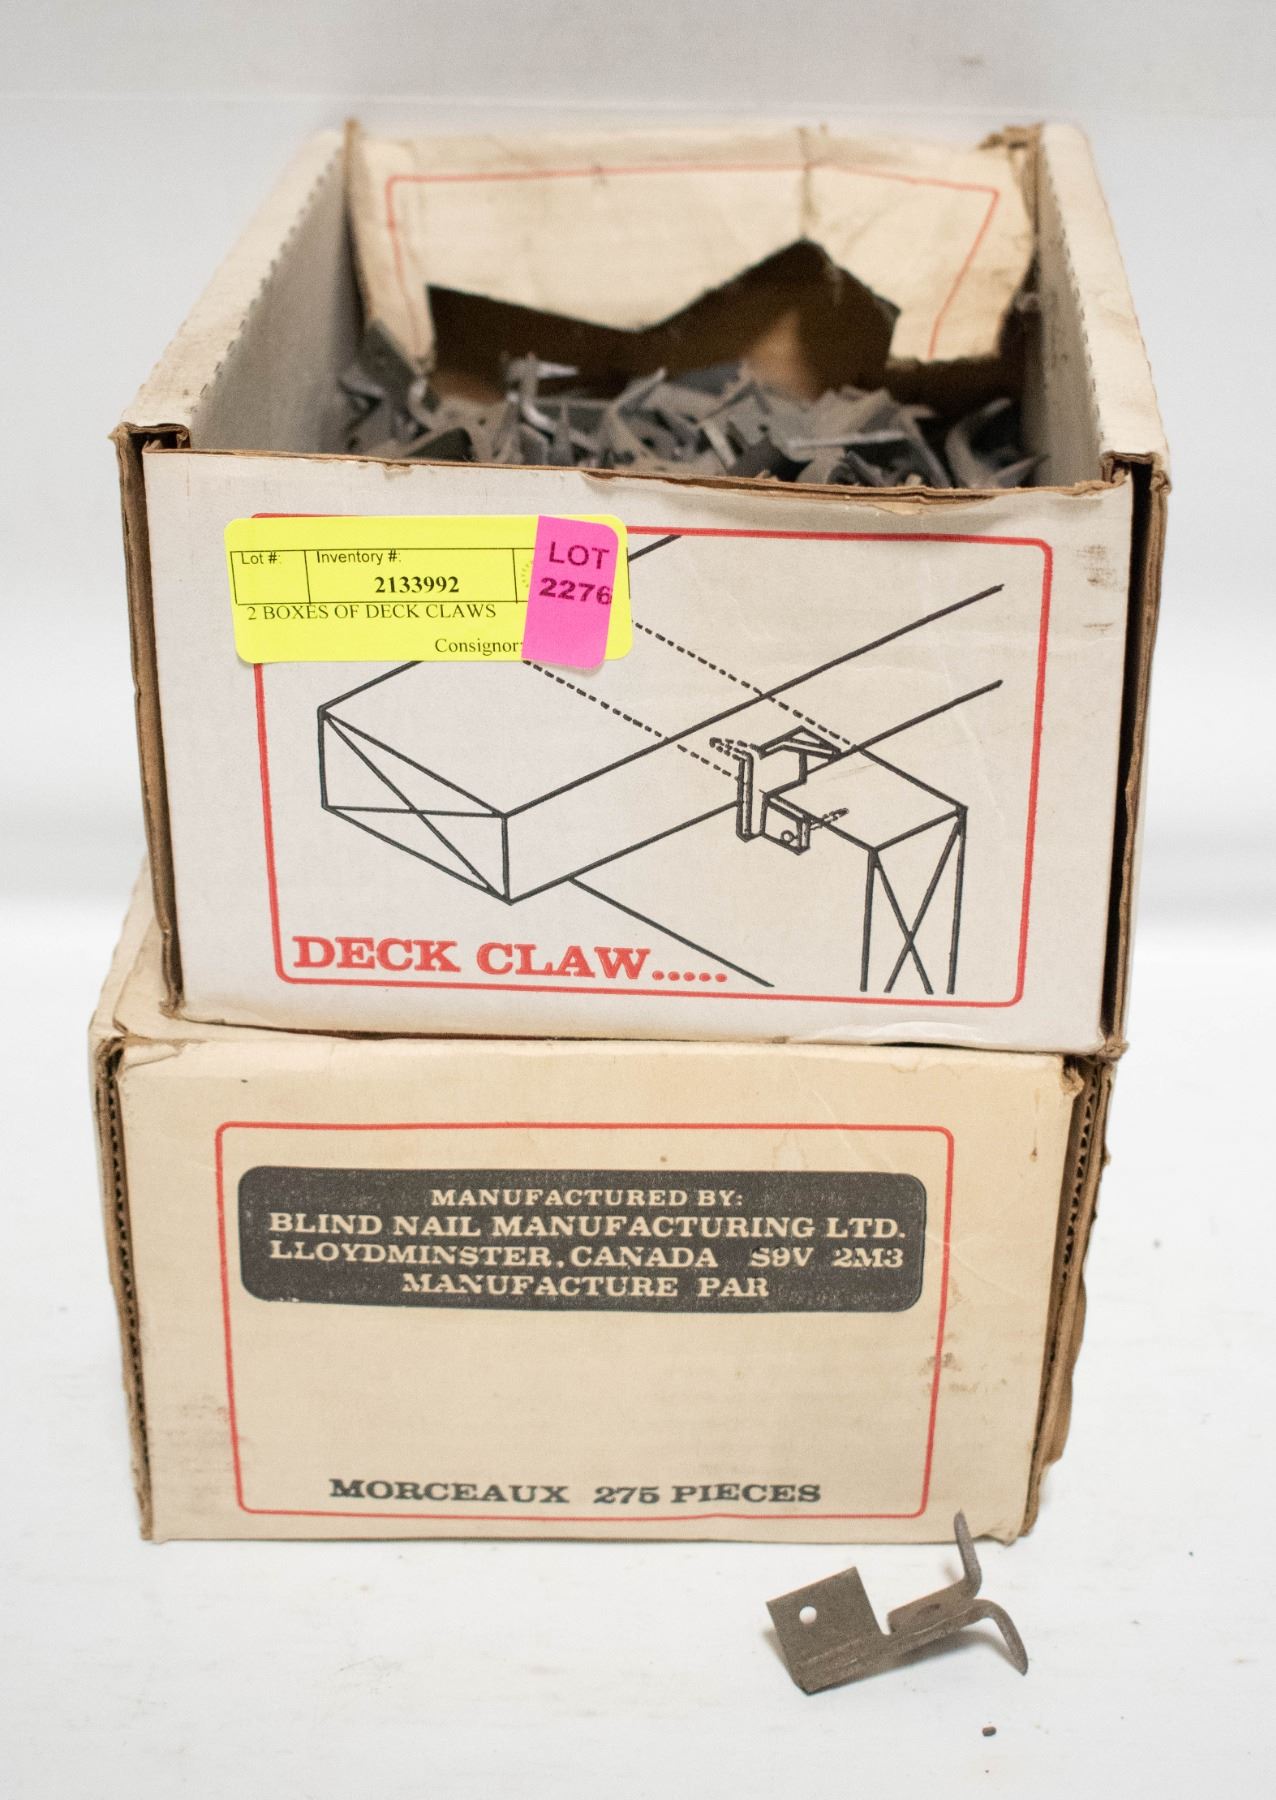 Lot #:
Inventory #:
2133992
2 BOXES OF DECK CLAWS
Consignor:
LOT
2276
DECK CLAW.....
MANUFACTURED BY:
BLIND NAIL MANUFACTURING LTD.
LLOYDMINSTER, CANADA S9V 2M3
MANUFACTURE PAR
MORCEAUX 275 PIECES